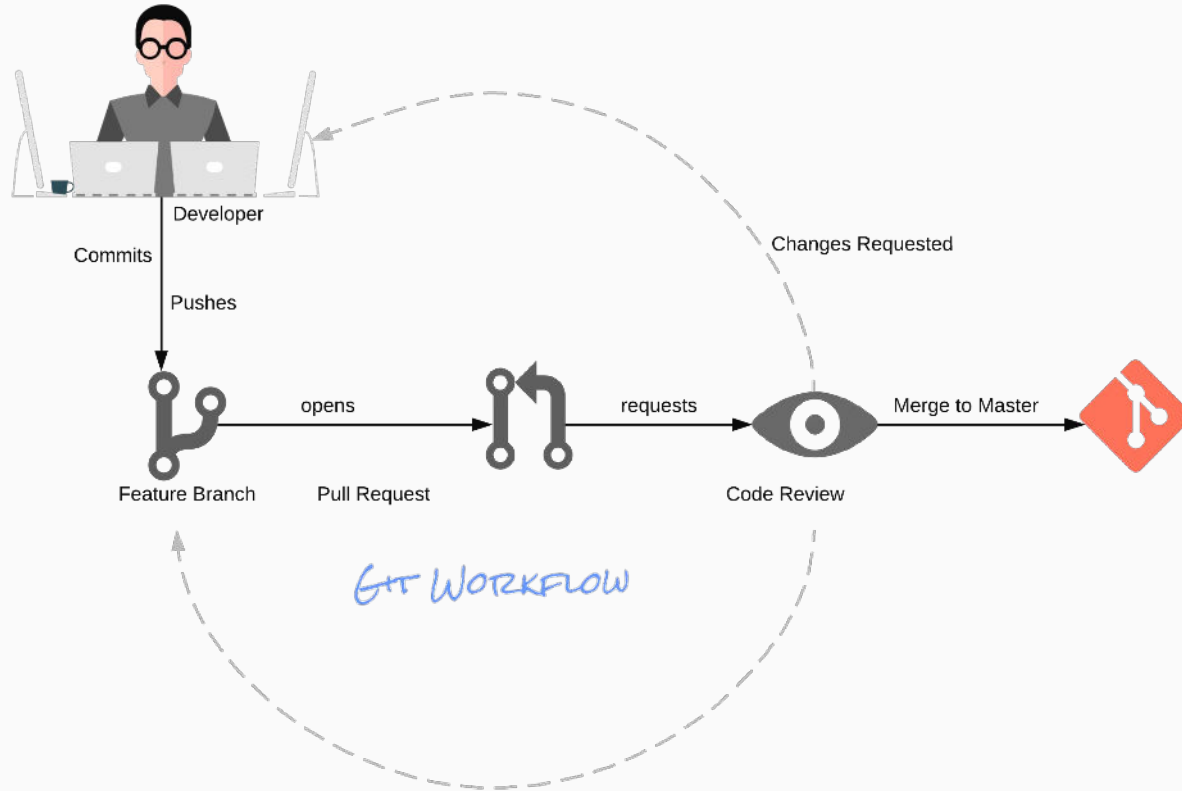 Developer
Commits
Changes Requested
Pushes
opens
requests
Merge to Master
Feature Branch
Pull Request
Code Review
Git Workflow